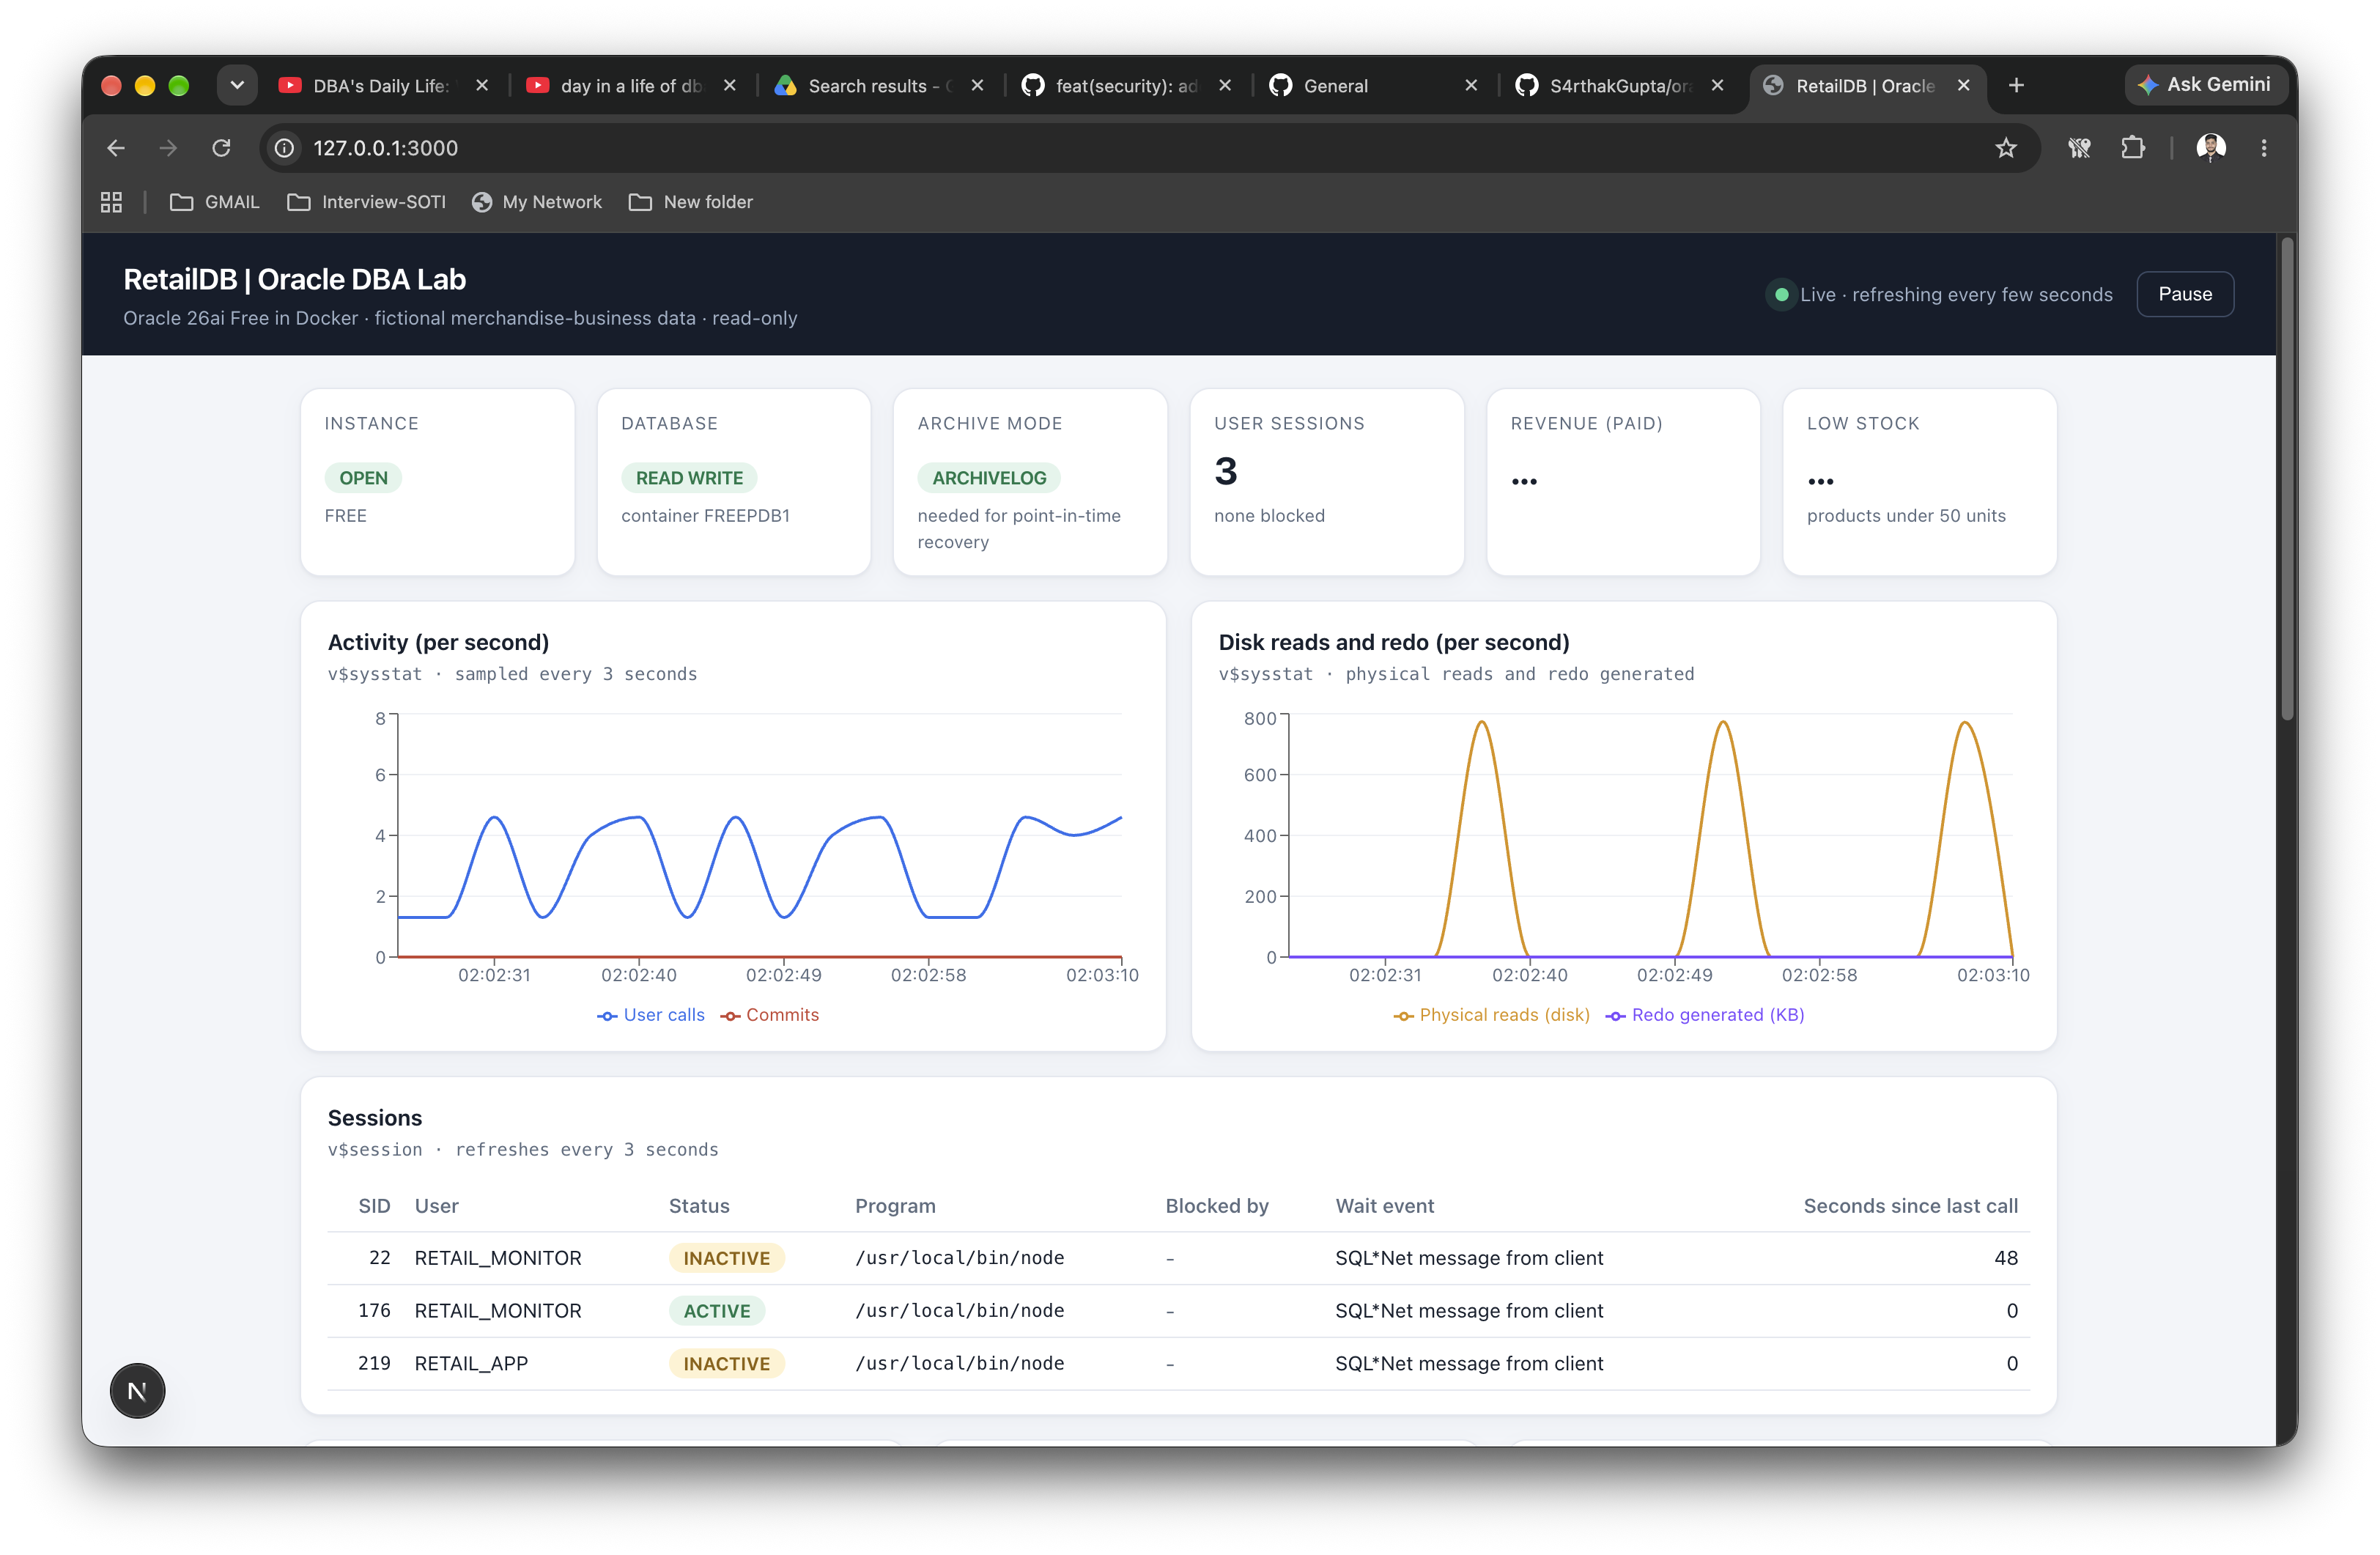 DBA's Daily Life:
day in a life of db
Search results -
feat(security): ad
General
S4rthakGupta/ora
RetailDB | Oracle
Ask Gemini
127.0.0.1:3000
GMAIL
Interview-SOTI
My Network
New folder
RetailDB | Oracle DBA Lab
Oracle 26ai Free in Docker · fictional merchandise-business data · read-only
Live · refreshing every few seconds
Pause
INSTANCE
OPEN
FREE
DATABASE
READ WRITE
container FREEPDB1
ARCHIVE MODE
ARCHIVELOG
needed for point-in-time
recovery
USER SESSIONS
3
none blocked
REVENUE (PAID)
...
LOW STOCK
...
products under 50 units
Activity (per second)
v$sysstat · sampled every 3 seconds
8
6
4
2
0
02:02:31 02:02:40 02:02:49 02:02:58 02:03:10
User calls Commits
Disk reads and redo (per second)
v$sysstat · physical reads and redo generated
800
600
400
200
0
02:02:31 02:02:40 02:02:49 02:02:58 02:03:10
Physical reads (disk) Redo generated (KB)
Sessions
v$session · refreshes every 3 seconds
SID User Status Program Blocked by Wait event Seconds since last call
22 RETAIL_MONITOR INACTIVE /usr/local/bin/node - SQL*Net message from client 48
176 RETAIL_MONITOR ACTIVE /usr/local/bin/node - SQL*Net message from client 0
219 RETAIL_APP INACTIVE /usr/local/bin/node - SQL*Net message from client 0
N